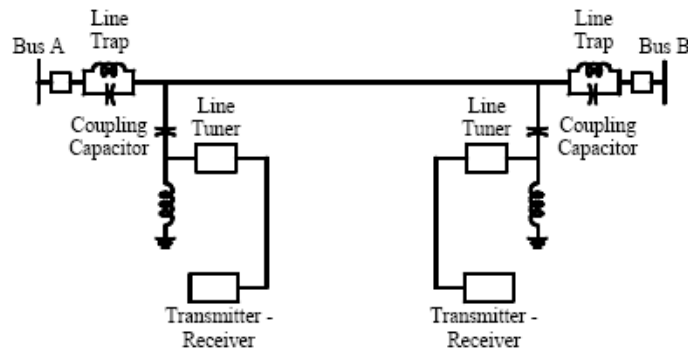 Line
Trap
Bus A
Line
Trap
Bus B
Coupling
Capacitor
Line
Tuner
Line
Tuner
Coupling
Capacitor
Transmitter -
Receiver
Transmitter -
Receiver